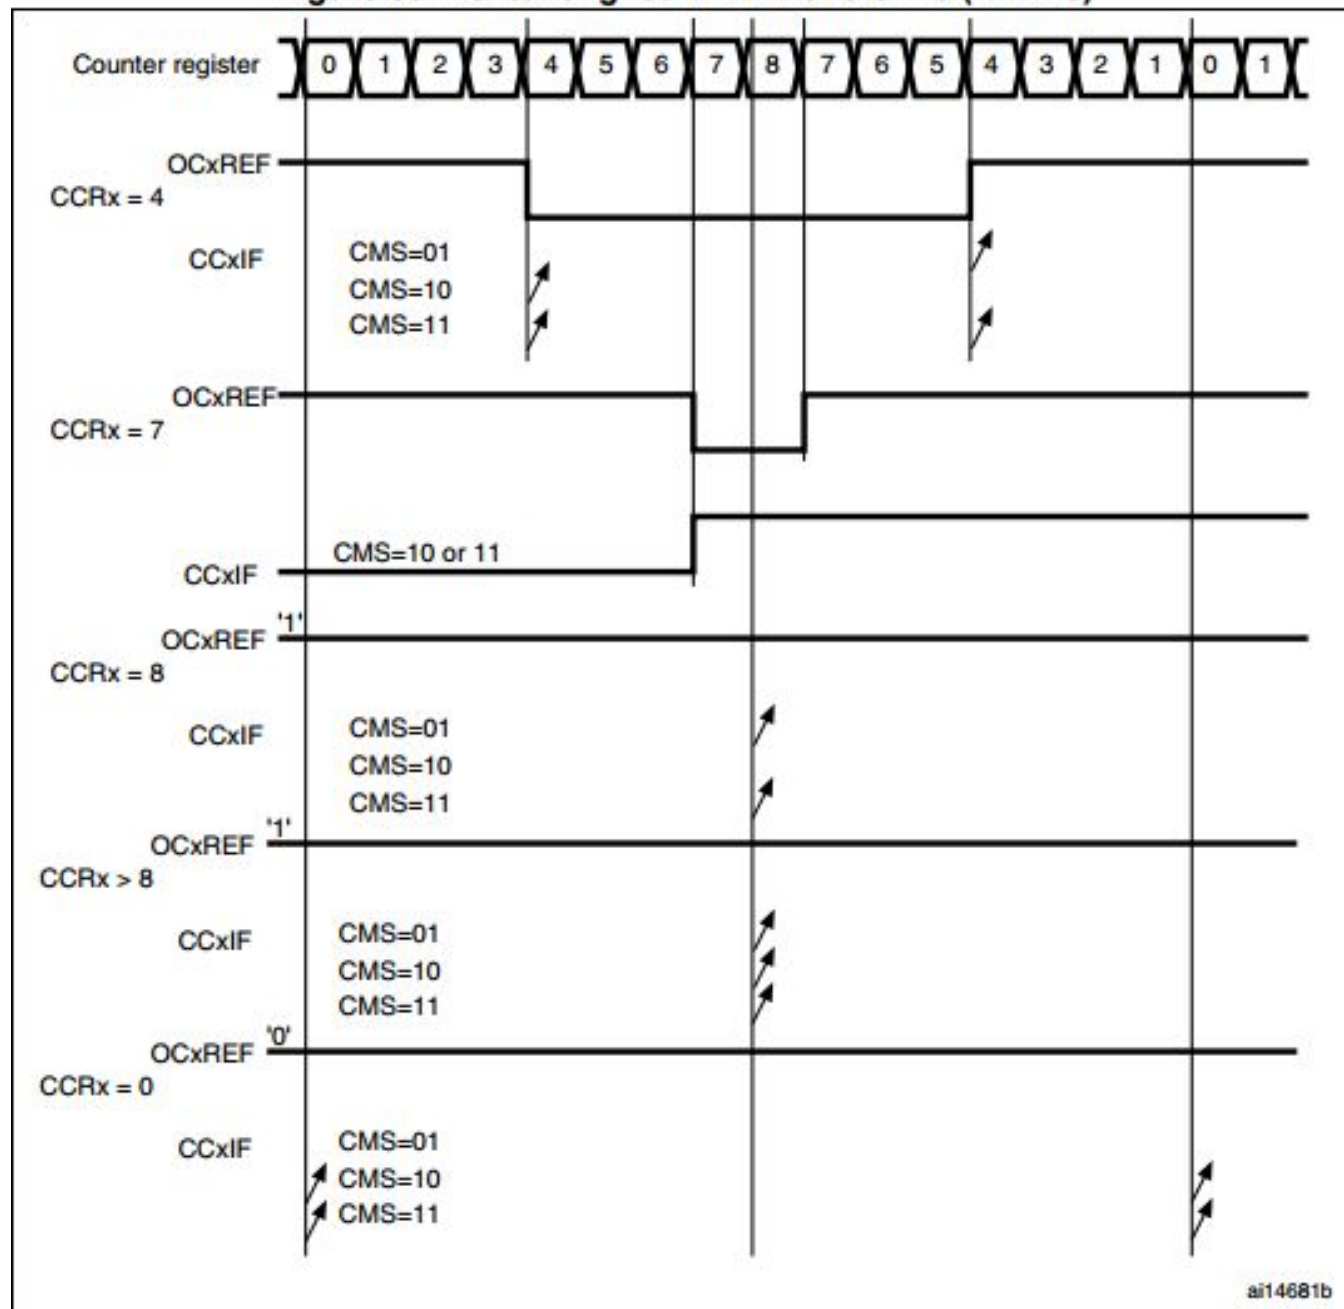 Counter register 0 1 2 3 4 5 6 7 8 7 6 5 4 3 2 1 0 1
OCxREF
CCRx = 4
CCxIF
CMS=01
CMS=10
CMS=11
OCxREF
CCRx = 7
CMS=10 or 11
CCxIF
OCxREF '1'
CCRx = 8
CCxIF
CMS=01
CMS=10
CMS=11
OCxREF '1'
CCRx > 8
CCxIF
CMS=01
CMS=10
CMS=11
OCxREF '0'
CCRx = 0
CCxIF
CMS=01
CMS=10
CMS=11
ai14681b